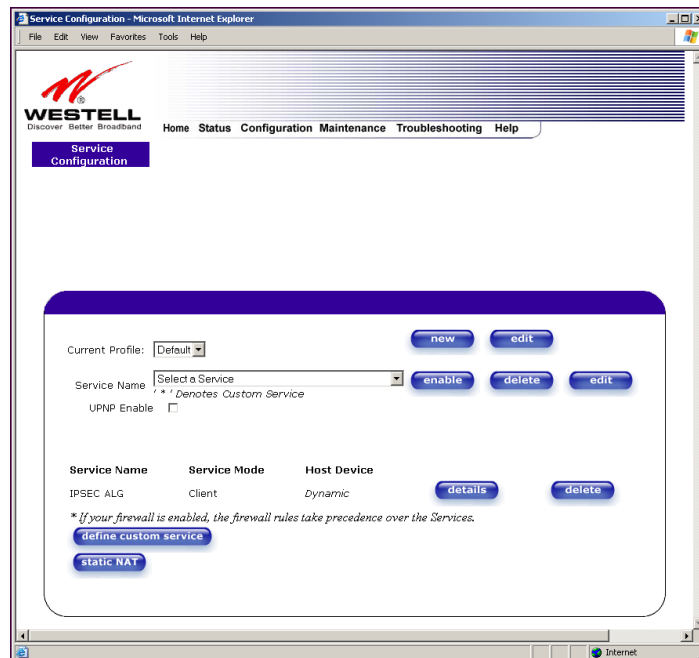 Service Configuration - Microsoft Internet Explorer
File Edit View Favorites Tools Help
WESTELL
®
Discover Better Broadband
Home Status Configuration Maintenance Troubleshooting Help
Service
Configuration
Current Profile: Default new edit
Service Name Select a Service enable delete edit
' * ' Denotes Custom Service
UPNP Enable
Service Name Service Mode Host Device
IPSEC ALG Client Dynamic details delete
* If your firewall is enabled, the firewall rules take precedence over the Services.
define custom service
static NAT
Internet